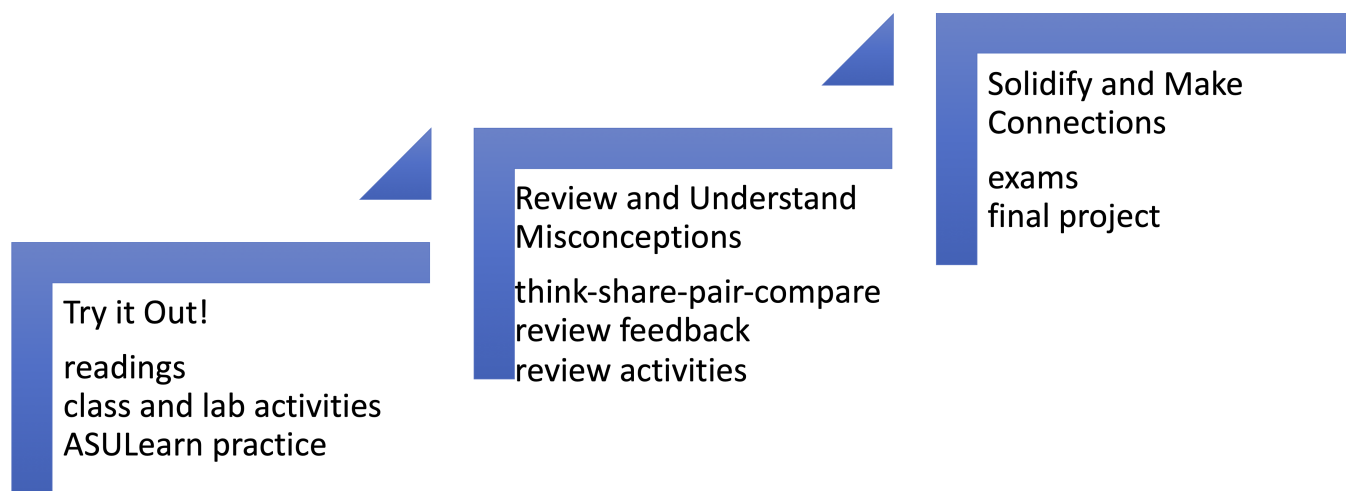 Try it Out!
readings
class and lab activities
ASULearn practice
Review and Understand
Misconceptions
think-share-pair-compare
review feedback
review activities
Solidify and Make
Connections
exams
final project